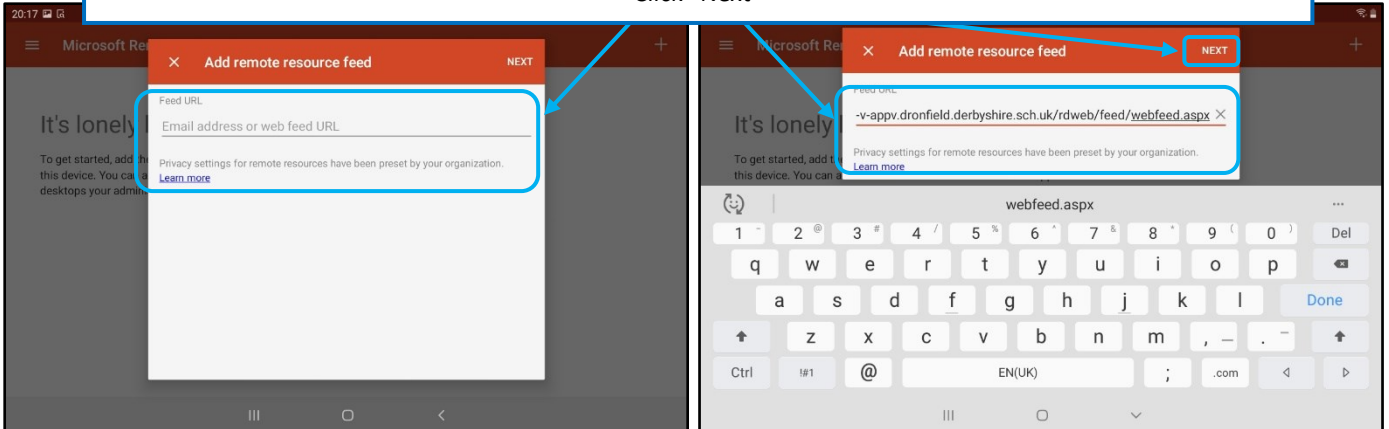 Click "Next"
20:17
Microsoft Re
Add remote resource feed
NEXT
Feed URL
Email address or web feed URL
Privacy settings for remote resources have been preset by your organization.
Learn more
It's lonely
To get started, add th
this device. You can a
desktops your admin
Microsoft Re
Add remote resource feed
NEXT
Feed URL
-v-appv.dronfield.derbyshire.sch.uk/rdweb/feed/webfeed.aspx
Privacy settings for remote resources have been preset by your organization.
Learn more
It's lonely
To get started, add t
this device. You can a
webfeed.aspx
1 - 2 @ 3 # 4 / 5 % 6 ^ 7 & 8 * 9 ( 0 ) Del
q w e r t y u i o p
a s d f g h j k l Done
z x c v b n m , — . -
Ctrl !#1 @ EN(UK) ; .com